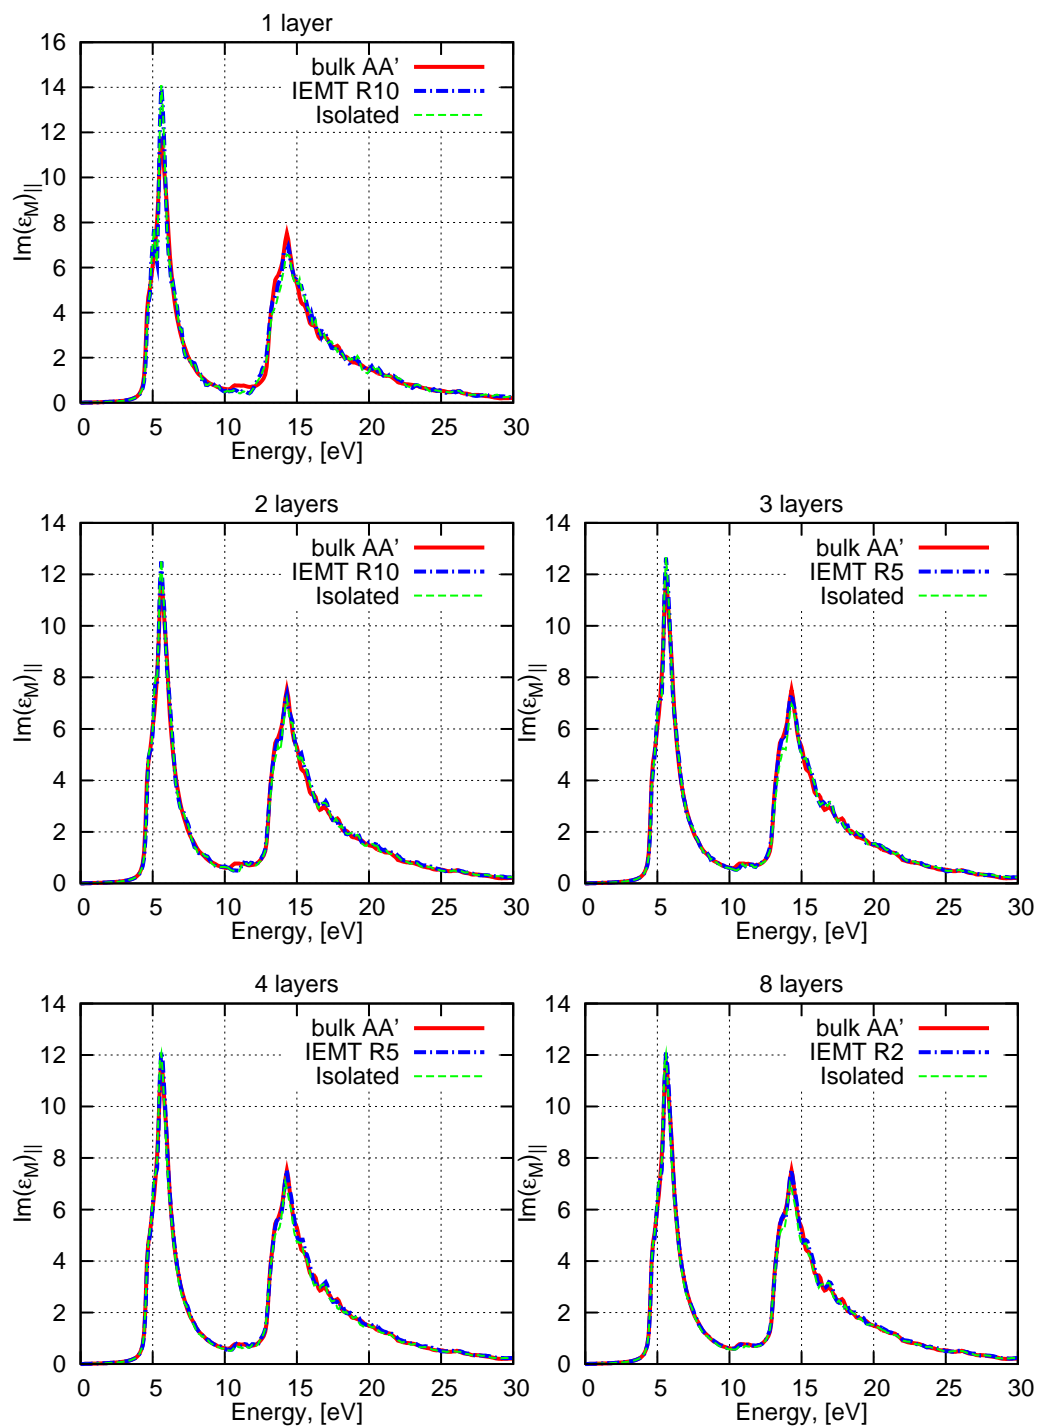 1 layer
16
14
12
10
8
6
4
2
0
Im(ε_M)||
bulk AA'
IEMT R10
Isolated
0 5 10 15 20 25 30
Energy, [eV]
2 layers
14
12
10
8
6
4
2
0
Im(ε_M)||
bulk AA'
IEMT R10
Isolated
0 5 10 15 20 25 30
Energy, [eV]
3 layers
14
12
10
8
6
4
2
0
Im(ε_M)||
bulk AA'
IEMT R5
Isolated
0 5 10 15 20 25 30
Energy, [eV]
4 layers
14
12
10
8
6
4
2
0
Im(ε_M)||
bulk AA'
IEMT R5
Isolated
0 5 10 15 20 25 30
Energy, [eV]
8 layers
14
12
10
8
6
4
2
0
Im(ε_M)||
bulk AA'
IEMT R2
Isolated
0 5 10 15 20 25 30
Energy, [eV]